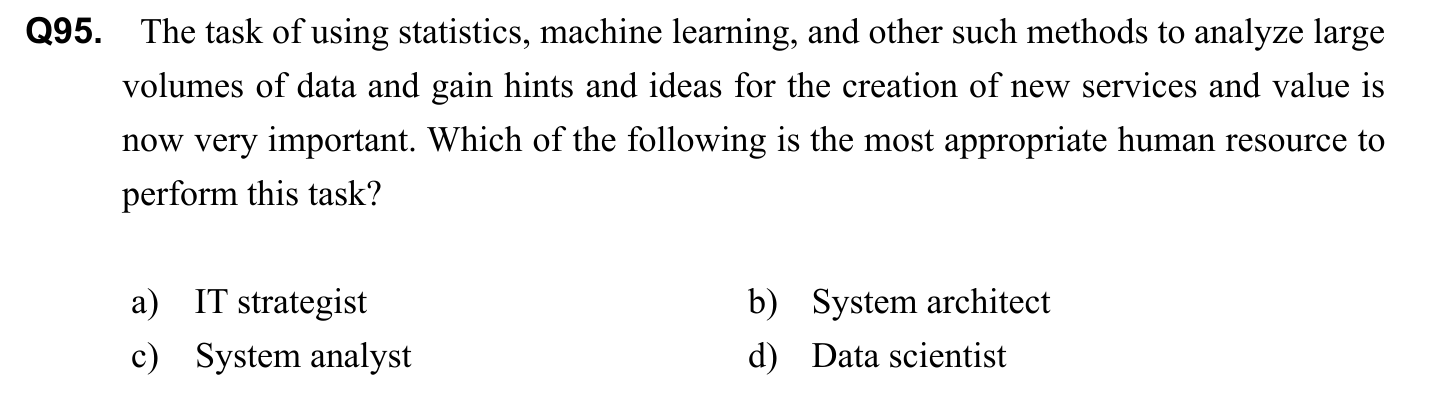 Q95. The task of using statistics, machine learning, and other such methods to analyze large
volumes of data and gain hints and ideas for the creation of new services and value is
now very important. Which of the following is the most appropriate human resource to
perform this task?
a) IT strategist b) System architect
c) System analyst d) Data scientist